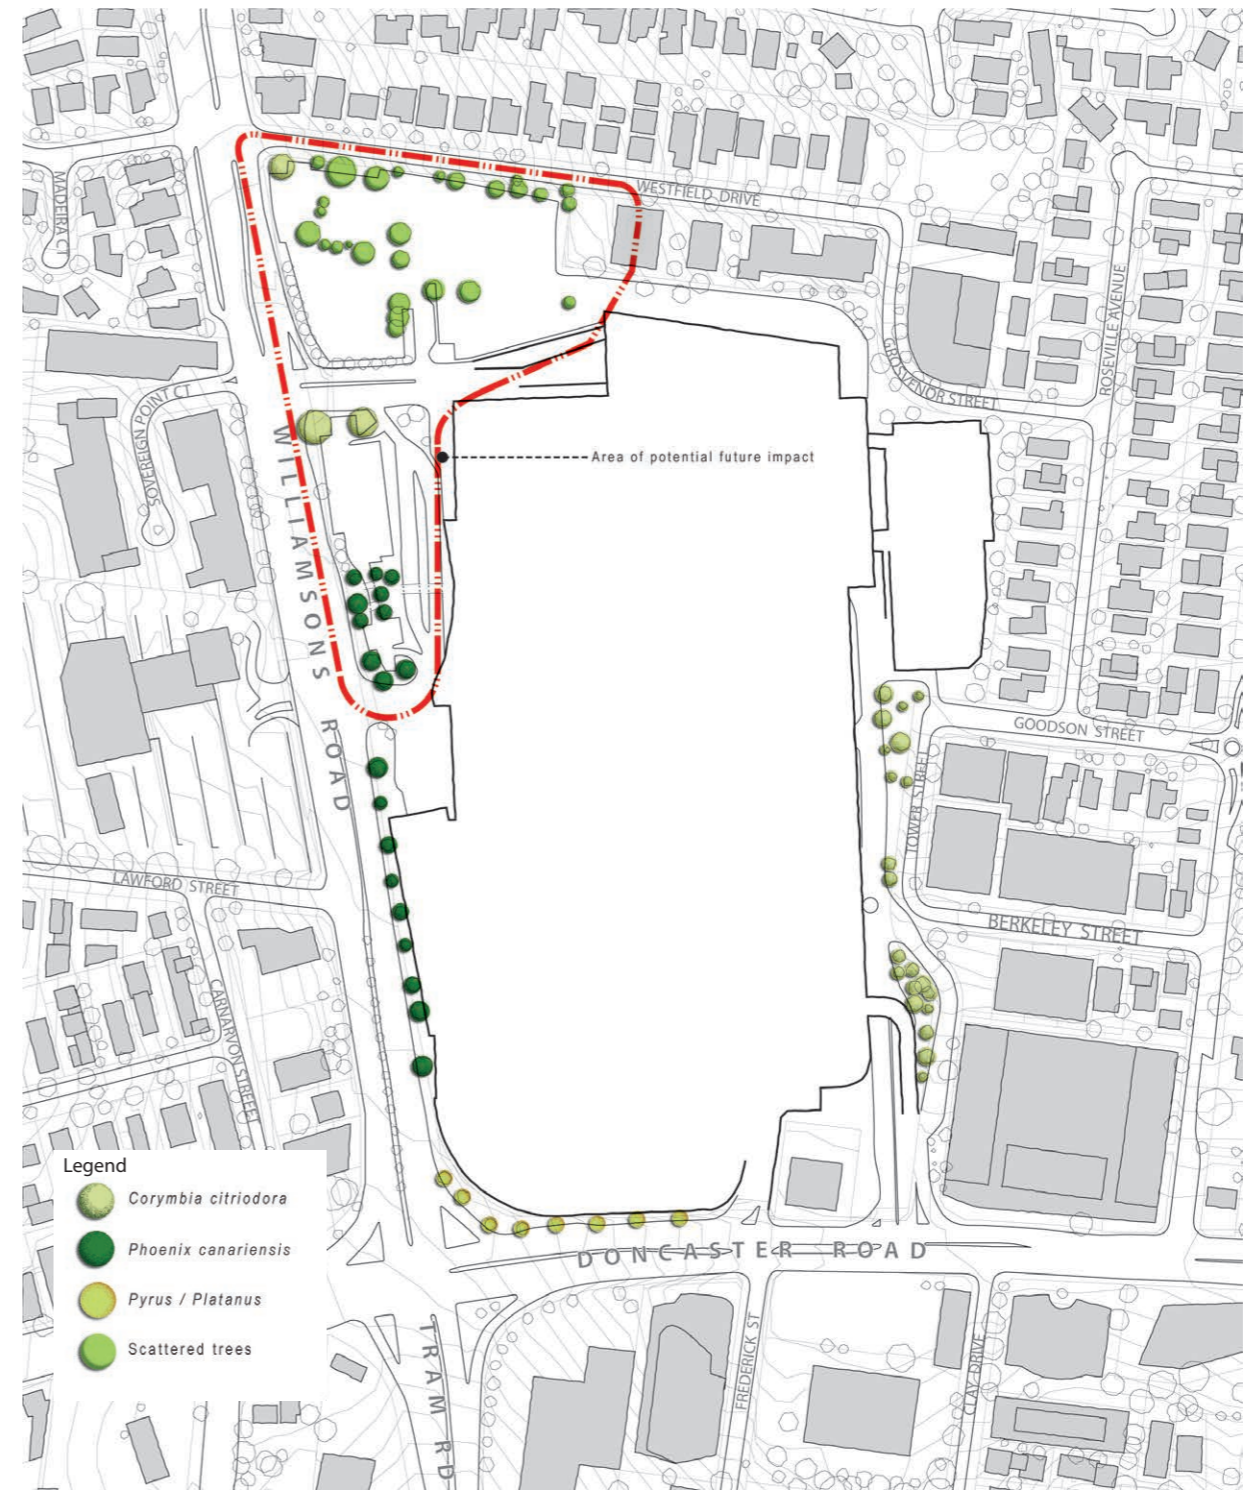 WESTFIELD DRIVE
MADEIRA CT
ROSEVILLE AVENUE
GROSVENOR STREET
SOVEREIGN POINT CT
WILLIAMSONS ROAD
Area of potential future impact
GOODSON STREET
TOWER STREET
LAWFORD STREET
BERKELEY STREET
CARNARVON STREEET
Legend
Corymbia citriodora
Phoenix canariensis
Pyrus / Platanus
Scattered trees
DONCASTER ROAD
TRAM RD
FREDERICK ST
CLAY DRIVE